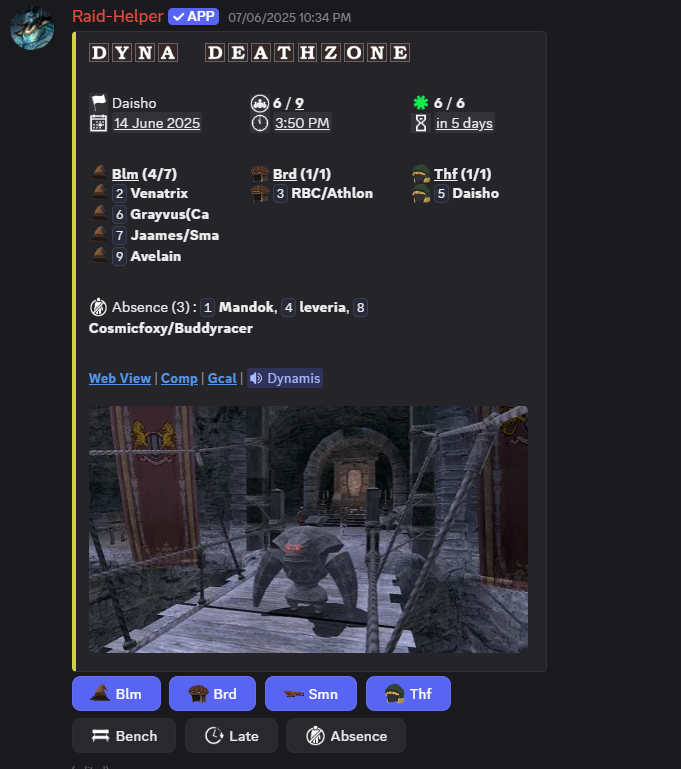 Raid-Helper ✓ APP 07/06/2025 10:34 PM
DYNA DEATHZONE
Daisho 6 / 9 6 / 6
14 June 2025 3:50 PM in 5 days
Blm (4/7) Brd (1/1) Thf (1/1)
2 Venatrix 3 RBC/Athlon 5 Daisho
6 Grayvus(Ca
7 Jaames/Sma
9 Avelain
Absence (3) : 1 Mandok, 4 leveria, 8
Cosmicfoxy/Buddyracer
Web View | Comp | Gcal | Dynamis
Blm Brd Smn Thf
Bench Late Absence